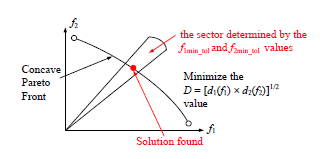 f₂
the sector determined by the
f₁min_tol and f₂min_tol values
Concave
Pareto
Front
Minimize the
D = [d₁(f₁) × d₂(f₂)]¹/²
value
f₁
Solution found